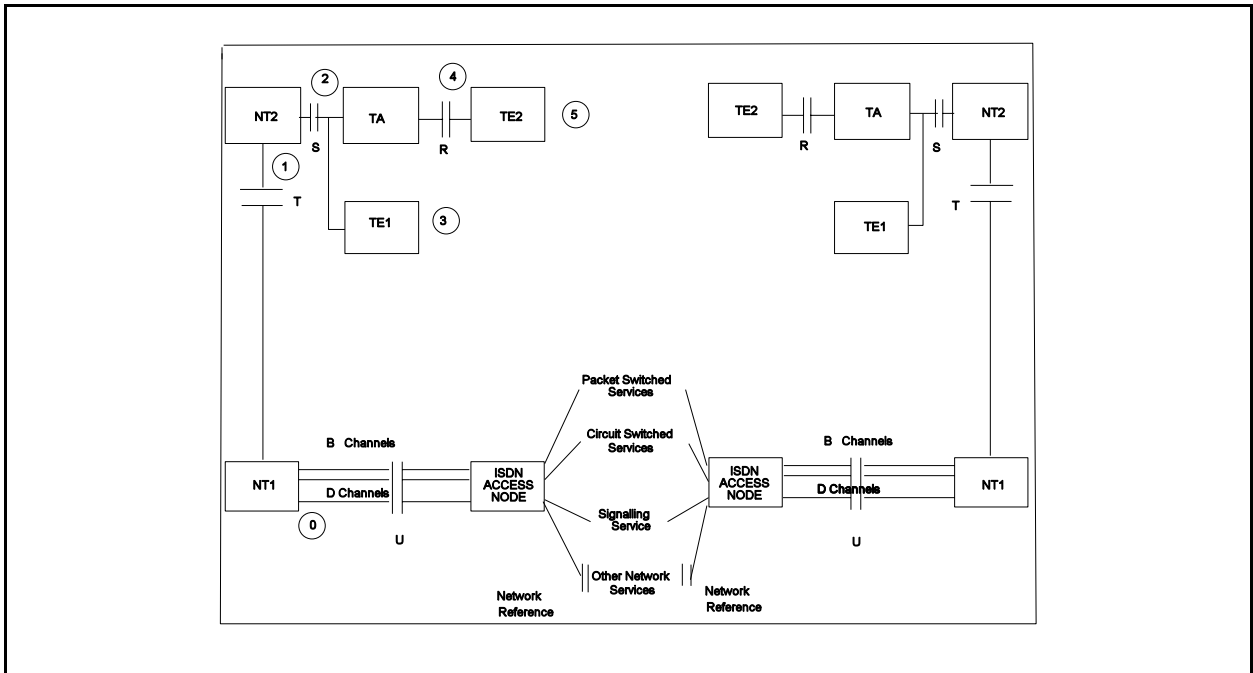 2
4
NT2
TA
TE2
5
TE2
TA
NT2
S
R
R
S
1
T
T
TE1
3
TE1
Packet Switched
Services
B Channels
Circuit Switched
Services
B Channels
NT1
D Channels
ISDN
ACCESS
NODE
ISDN
ACCESS
NODE
D Channels
NT1
0
U
Signalling
Service
U
Other Network
Services
Network
Reference
Network
Reference